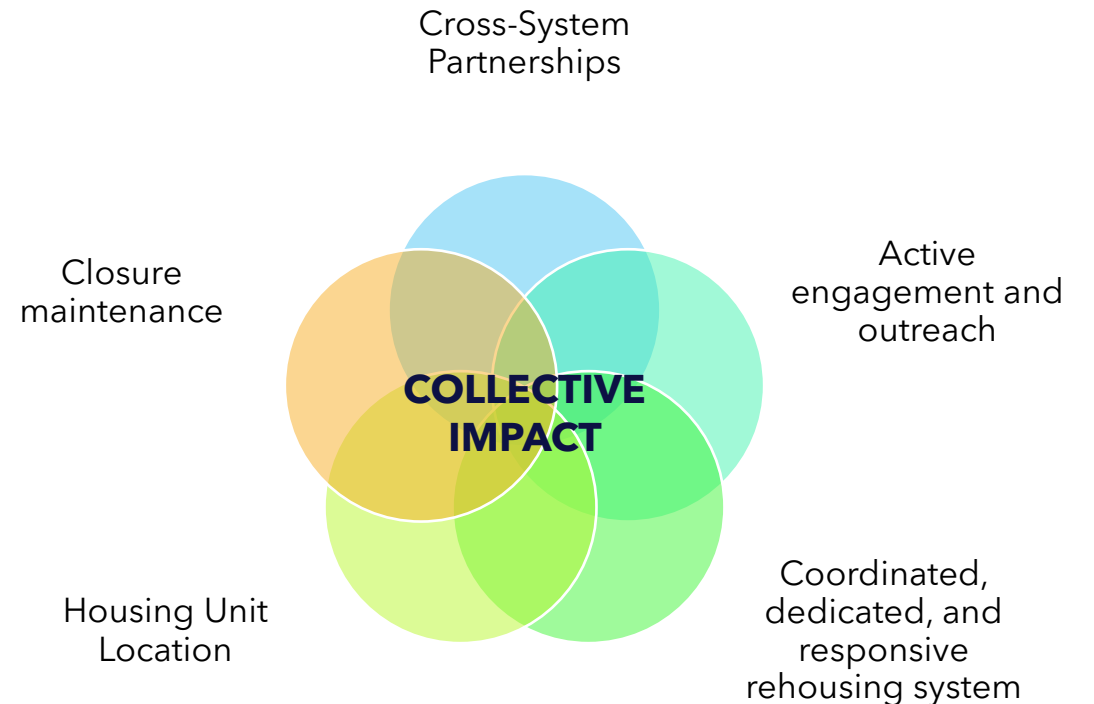 Cross-System
Partnerships
Closure
maintenance
Active
engagement and
outreach
COLLECTIVE
IMPACT
Housing Unit
Location
Coordinated,
dedicated, and
responsive
rehousing system